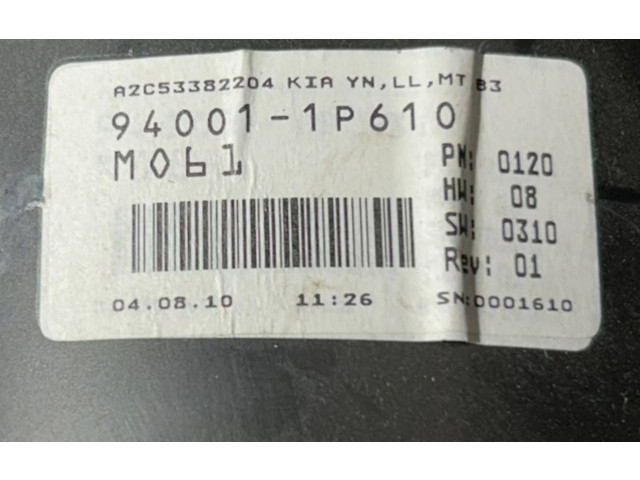 A2C53382204 KIA YN,LL,MT,B3
94001-1P610
M061
PN: 0120
HW: 08
SW: 0310
Rev: 01
04.08.10 11:26 SN:0001610